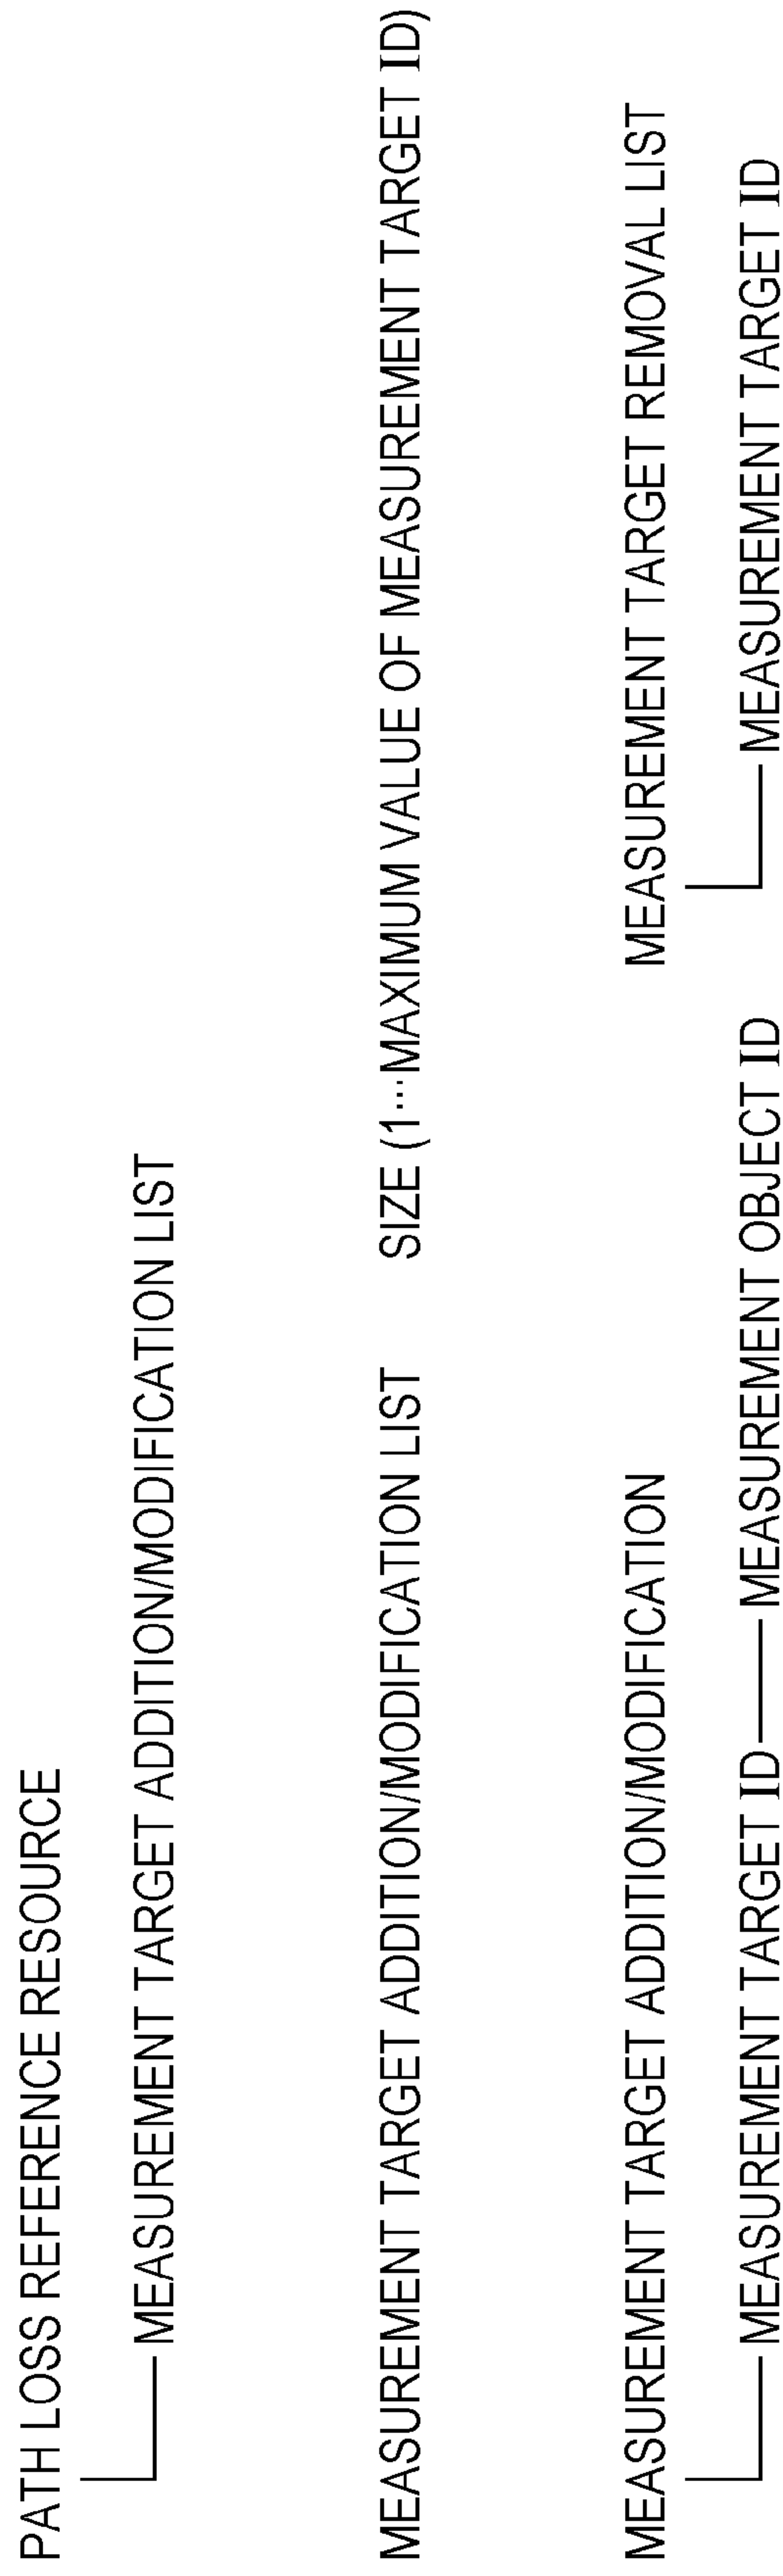 PATH LOSS REFERENCE RESOURCE
MEASUREMENT TARGET ADDITION/MODIFICATION LIST
MEASUREMENT TARGET ADDITION/MODIFICATION LIST SIZE (1···MAXIMUM VALUE OF MEASUREMENT TARGET ID)
MEASUREMENT TARGET ADDITION/MODIFICATION MEASUREMENT TARGET REMOVAL LIST
MEASUREMENT TARGET ID MEASUREMENT OBJECT ID MEASUREMENT TARGET ID